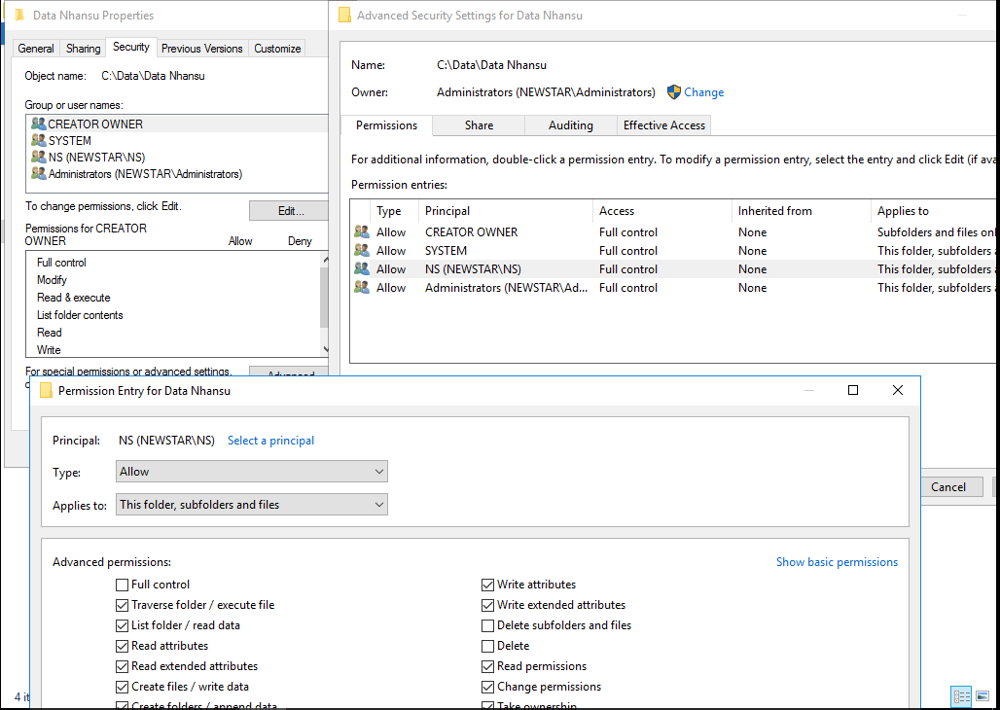 Data Nhansu Properties
General Sharing Security Previous Versions Customize
Object name: C:\Data\Data Nhansu
Group or user names:
CREATOR OWNER
SYSTEM
NS (NEWSTAR\NS)
Administrators (NEWSTAR\Administrators)
To change permissions, click Edit.
Edit...
Permissions for CREATOR
OWNER
Allow Deny
Full control
Modify
Read & execute
List folder contents
Read
Write
For special permissions or advanced settings,
Advanced
Advanced Security Settings for Data Nhansu
Name: C:\Data\Data Nhansu
Owner: Administrators (NEWSTAR\Administrators) Change
Permissions Share Auditing Effective Access
For additional information, double-click a permission entry. To modify a permission entry, select the entry and click Edit (if ava
Permission entries:
Type Principal Access Inherited from Applies to
Allow CREATOR OWNER Full control None Subfolders and files onl
Allow SYSTEM Full control None This folder, subfolders a
Allow NS (NEWSTAR\NS) Full control None This folder, subfolders a
Allow Administrators (NEWSTAR\Ad... Full control None This folder, subfolders a
Cancel
Permission Entry for Data Nhansu
Principal: NS (NEWSTAR\NS) Select a principal
Type: Allow
Applies to: This folder, subfolders and files
Advanced permissions: Show basic permissions
Full control Write attributes
Traverse folder / execute file Write extended attributes
List folder / read data Delete subfolders and files
Read attributes Delete
Read extended attributes Read permissions
Create files / write data Change permissions
Create folders / append data Take ownership
4 it